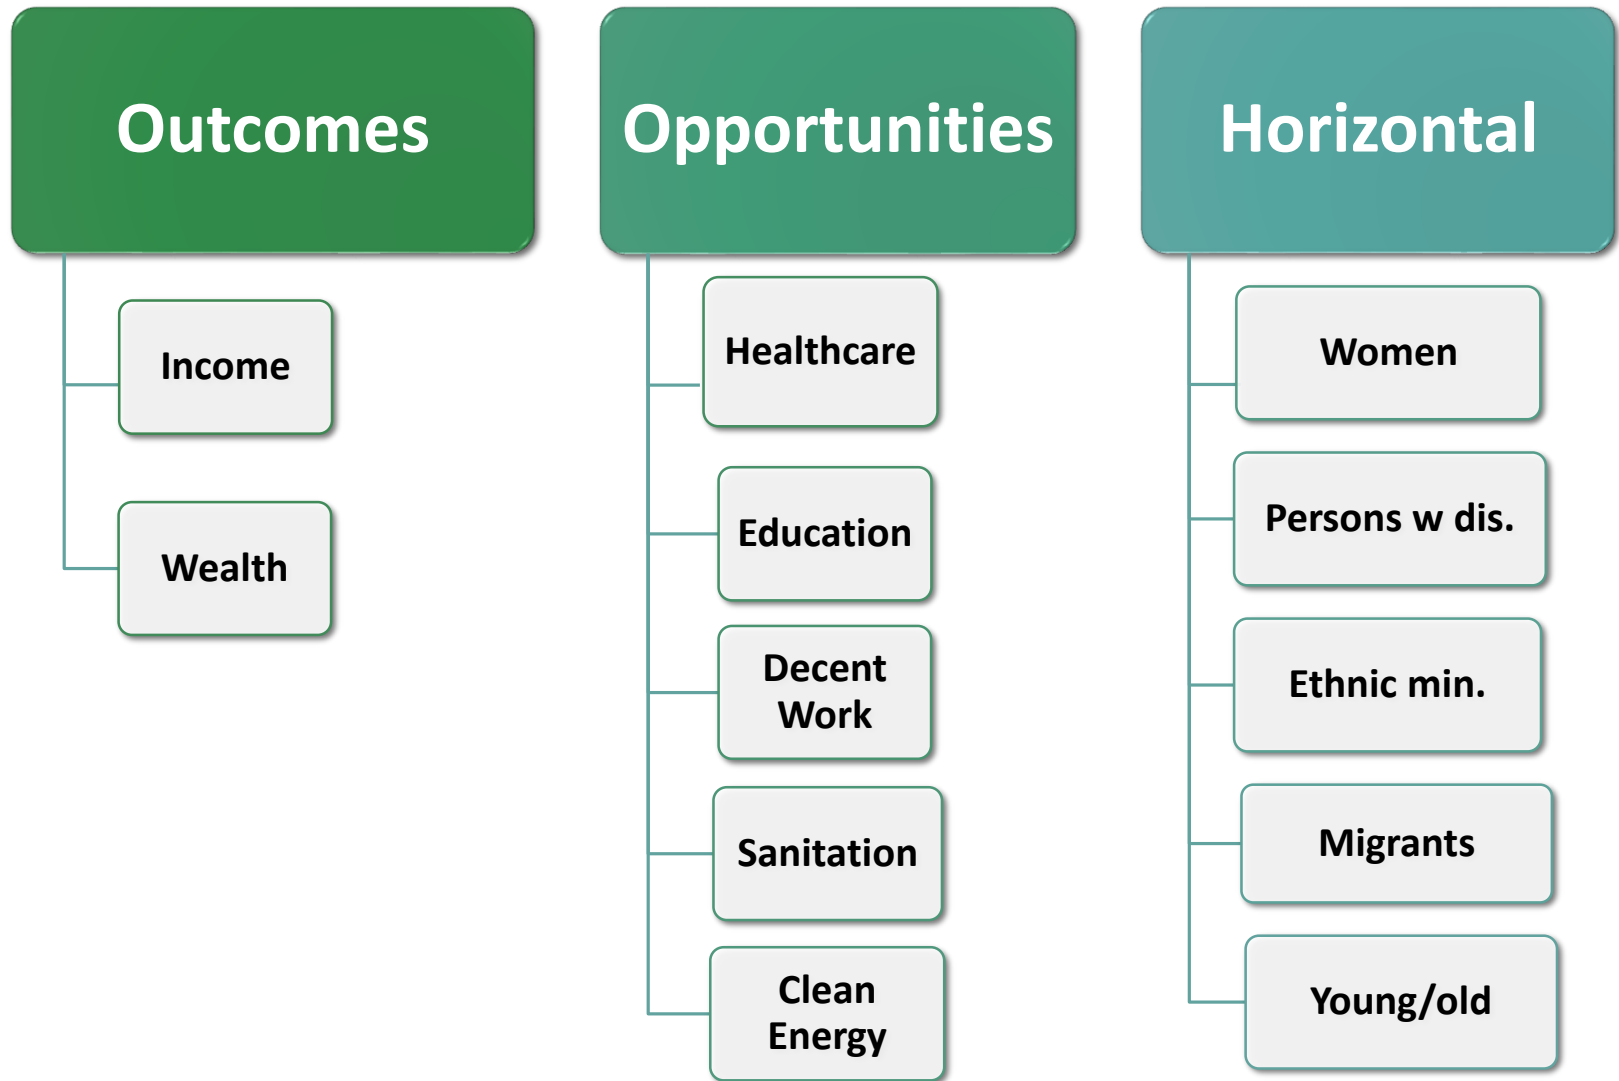 Outcomes
Income
Wealth
Opportunities
Healthcare
Education
Decent
Work
Sanitation
Clean
Energy
Horizontal
Women
Persons w dis.
Ethnic min.
Migrants
Young/old